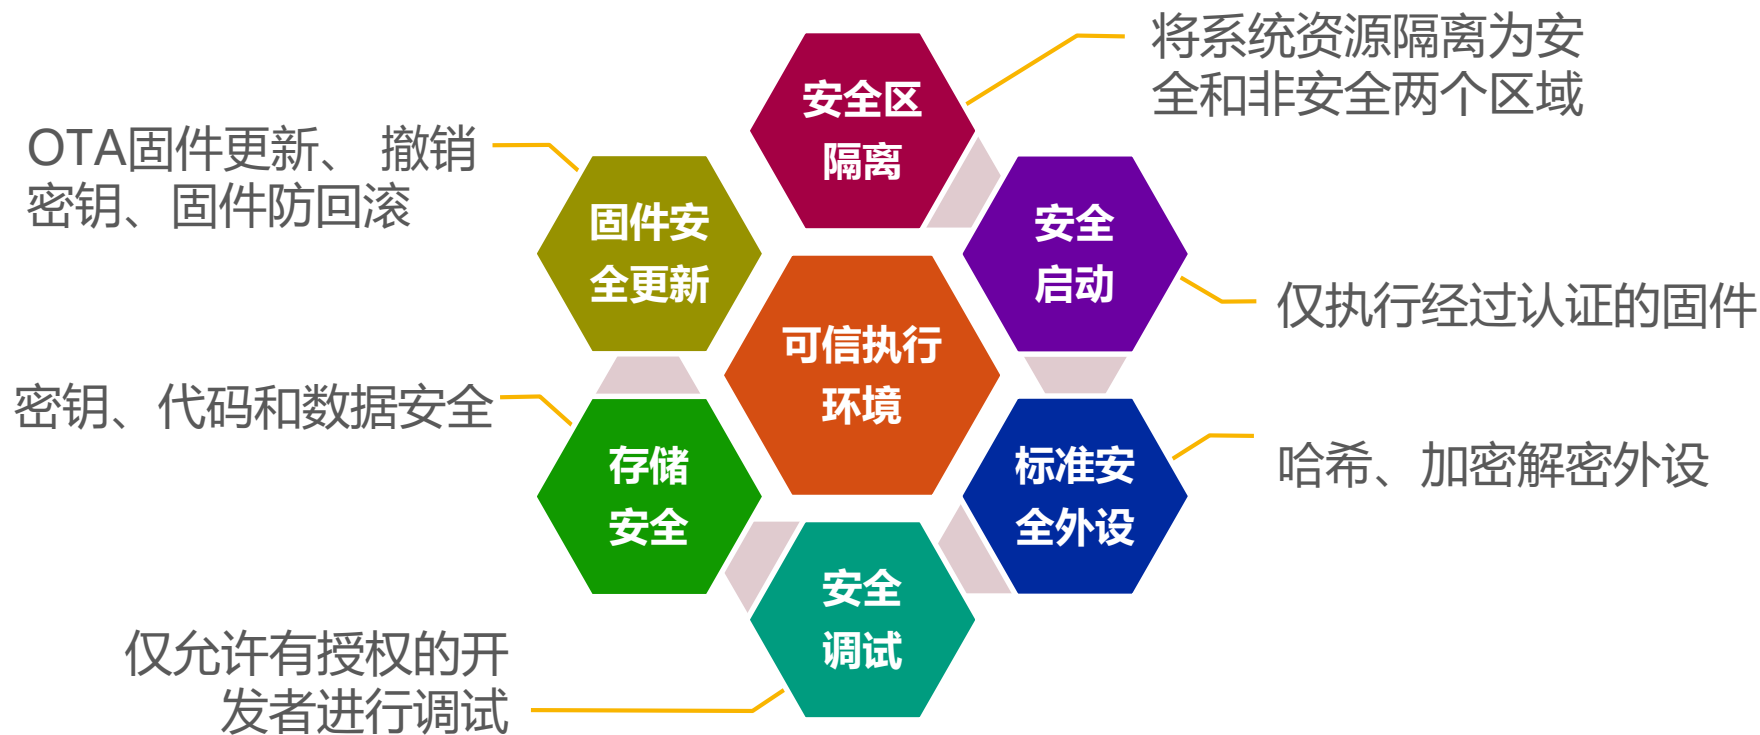 将系统资源隔离为安
全和非安全两个区域
安全区
隔离
OTA固件更新、 撤销
密钥、固件防回滚
固件安
全更新
安全
启动
仅执行经过认证的固件
可信执行
环境
密钥、代码和数据安全
存储
安全
标准安
全外设
哈希、加密解密外设
安全
调试
仅允许有授权的开
发者进行调试